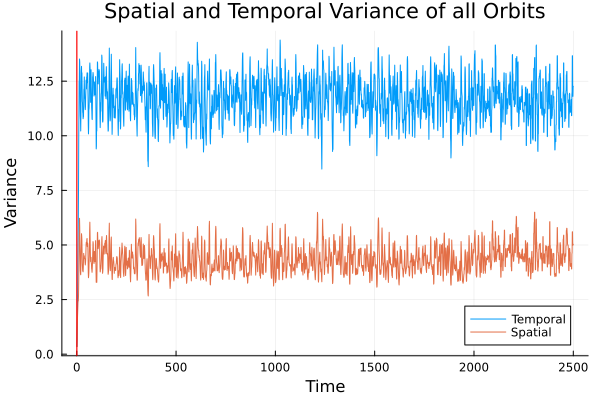 Spatial and Temporal Variance of all Orbits
Variance
12.5
10.0
7.5
5.0
2.5
0.0
Temporal
Spatial
0 500 1000 1500 2000 2500
Time